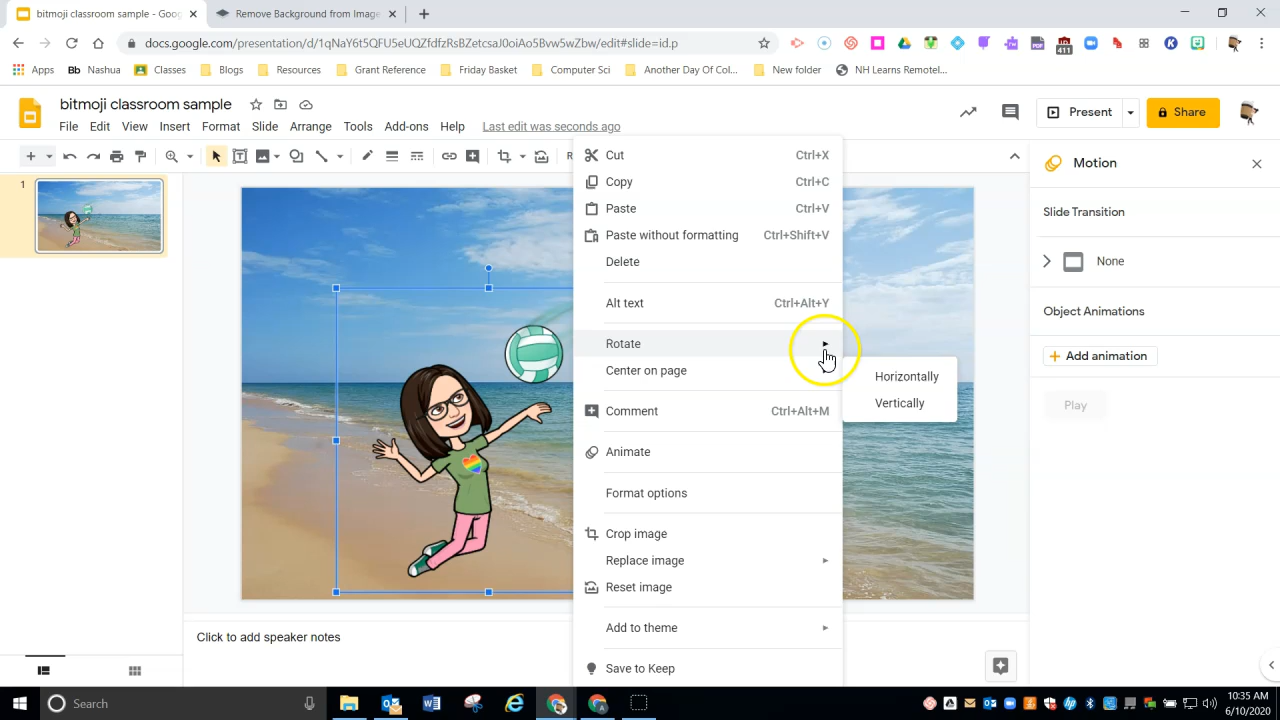 bitmoji classroom sample - Goog
Remove Background from Image
docs.google.com/presentation/d/1qNaYt5QFU5eUQZfdfzRsBZetcsd0oiAo5Bvw5wZbw/edit#slide=id.p
411
Apps
Bb Nashua
Classes
Blogs
Resources
Grant Reference
Friday Basket
Computer Sci
Another Day Of Col...
New folder
NH Learns Remotel...
bitmoji classroom sample
File Edit View Insert Format Slide Arrange Tools Add-ons Help Last edit was seconds ago
Present
Share
R
1
Cut Ctrl+X
Copy Ctrl+C
Paste Ctrl+V
Paste without formatting Ctrl+Shift+V
Delete
Alt text Ctrl+Alt+Y
Rotate
Center on page
Horizontally
Vertically
Comment Ctrl+Alt+M
Animate
Format options
Crop image
Replace image
Reset image
Add to theme
Save to Keep
Motion
Slide Transition
None
Object Animations
Add animation
Play
Click to add speaker notes
Search
10:35 AM
6/10/2020